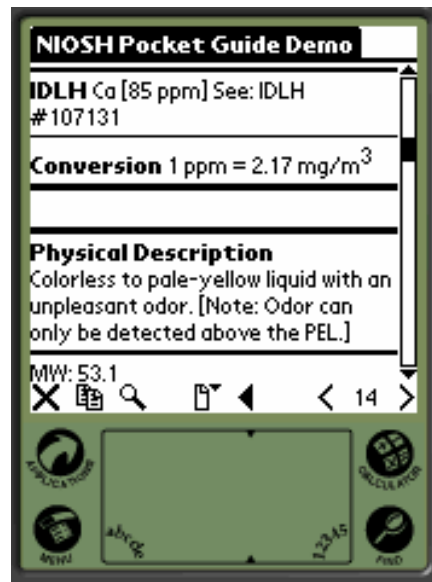 NIOSH Pocket Guide Demo
IDLH Ca [85 ppm] See: IDLH
#107131
Conversion 1 ppm = 2.17 mg/m³
Physical Description
Colorless to pale-yellow liquid with an
unpleasant odor. [Note: Odor can
only be detected above the PEL.]
MW: 53.1
14
APPLICATIONS
CALCULATOR
MENU
abcde
12345
FIND